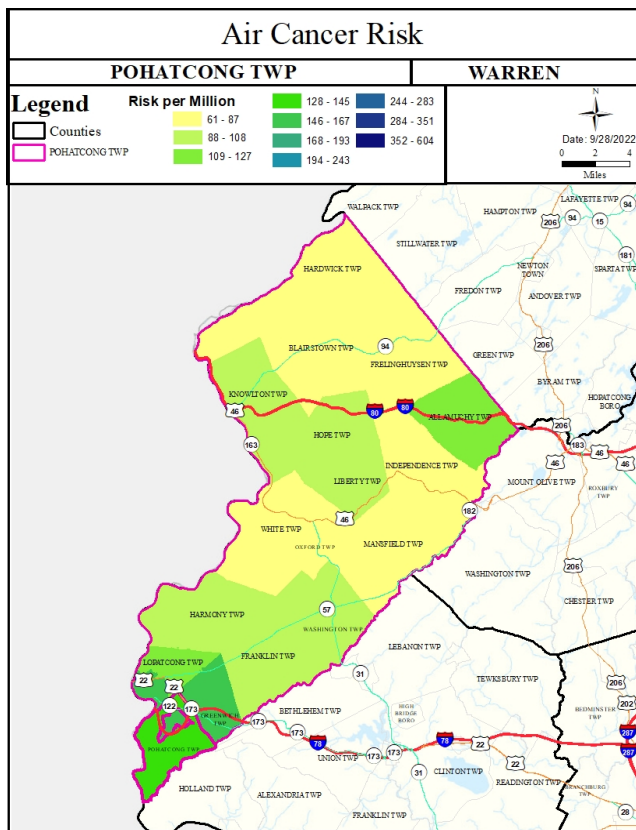 Air Cancer Risk
POHATCONG TWP
WARREN
Legend
Counties
POHATCONG TWP
Risk per Million
61 - 87
88 - 108
109 - 127
128 - 145
146 - 167
168 - 193
194 - 243
244 - 283
284 - 351
352 - 604
N
Date: 9/28/2022
0 2 4
Miles
WALPACK TWP
HAMPTON TWP
LAFAYETTE TWP
94
206
94
15
STILLWATER TWP
HARDWICK TWP
181
NEWTON
TOWN
SPARTA TWP
FREDON TWP
ANDOVER TWP
BLAIRSTOWN TWP
94
206
GREEN TWP
FRELINGHUYSEN TWP
BYRAM TWP
KNOWLTON TWP
HOPATCONG
BORO
46
80
80
ALLAMUCHY TWP
206
HOPE TWP
163
183
46
46
46
INDEPENDENCE TWP
LIBERTY TWP
MOUNT OLIVE TWP
ROXBURY
TWP
182
46
WHITE TWP
OXFORD TWP
MANSFIELD TWP
206
WASHINGTON TWP
CHESTER TWP
HARMONY TWP
57
WASHINGTON TWP
LEBANON TWP
FRANKLIN TWP
LOPATCONG TWP
31
TEWKSBURY TWP
22
22
206
122
173
GREENWICH
TWP
BETHLEHEM TWP
HIGH
BRIDGE
BORO
202
BEDMINSTER
TWP
173
173
78
78
287
POHATCONG TWP
UNION TWP
173
173
22
287
31
CLINTON TWP
22
HOLLAND TWP
ALEXANDRIA TWP
READINGTON TWP
BRANCHBURG
TWP
FRANKLIN TWP
28